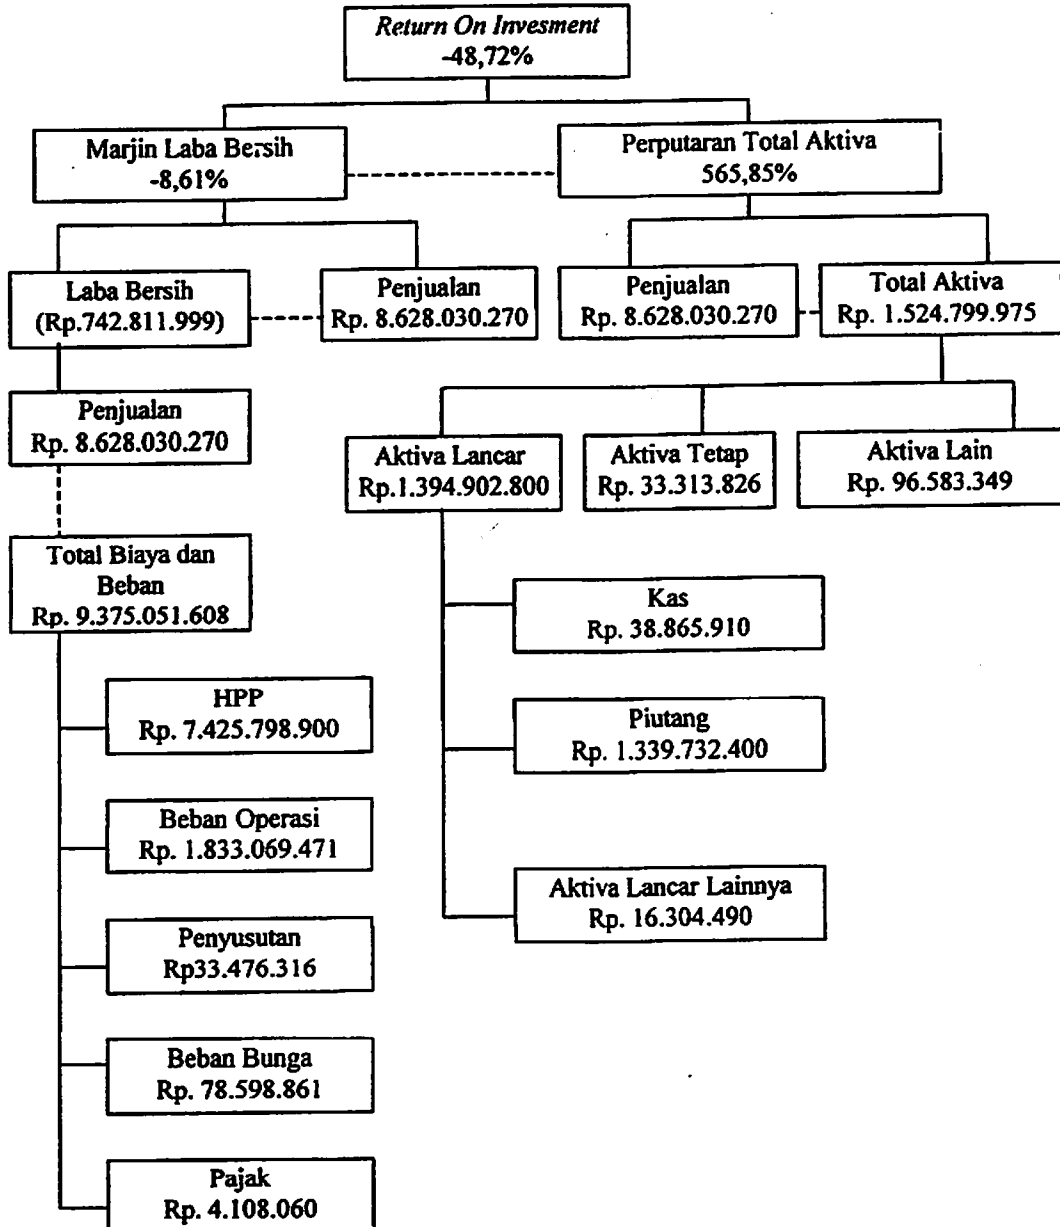 Return On Invesment
-48,72%
Marjin Laba Bersih
-8,61%
Perputaran Total Aktiva
565,85%
Laba Bersih
(Rp.742.811.999)
Penjualan
Rp. 8.628.030.270
Penjualan
Rp. 8.628.030.270
Total Aktiva
Rp. 1.524.799.975
Penjualan
Rp. 8.628.030.270
Aktiva Lancar
Rp.1.394.902.800
Aktiva Tetap
Rp. 33.313.826
Aktiva Lain
Rp. 96.583.349
Total Biaya dan
Beban
Rp. 9.375.051.608
Kas
Rp. 38.865.910
HPP
Rp. 7.425.798.900
Piutang
Rp. 1.339.732.400
Beban Operasi
Rp. 1.833.069.471
Aktiva Lancar Lainnya
Rp. 16.304.490
Penyusutan
Rp33.476.316
Beban Bunga
Rp. 78.598.861
Pajak
Rp. 4.108.060